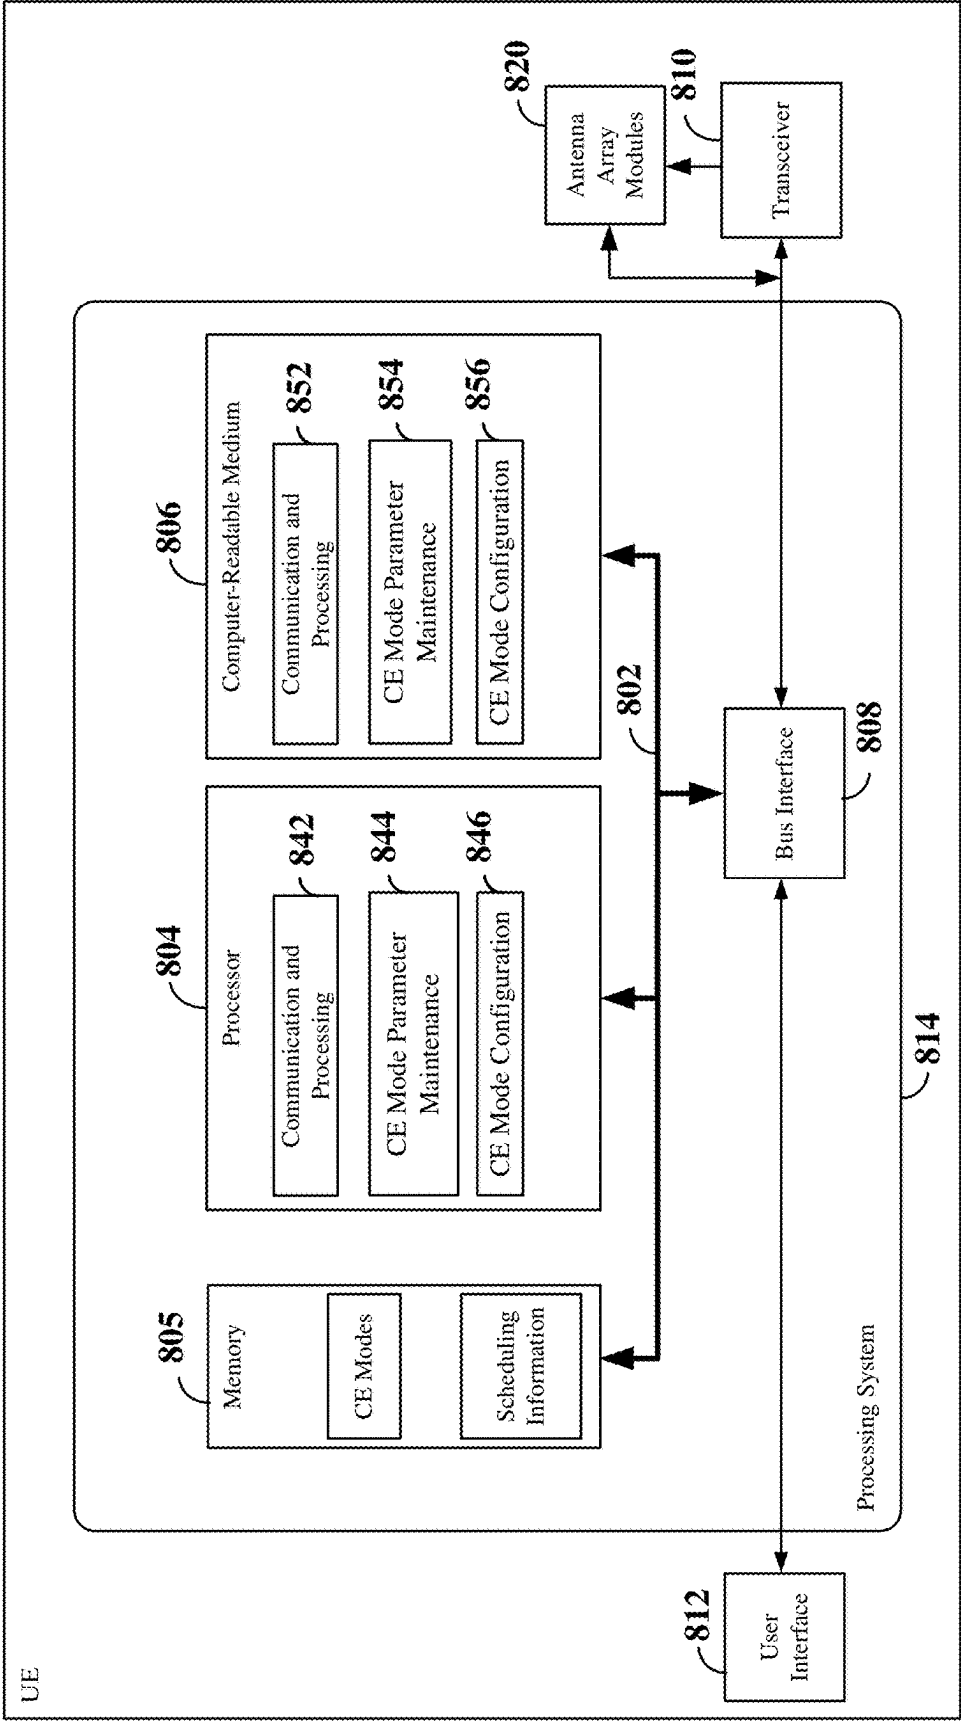 UE
805
Memory
CE Modes
Scheduling
Information
804
Processor
842
Communication and
Processing
844
CE Mode Parameter
Maintenance
846
CE Mode Configuration
806
Computer-Readable Medium
852
Communication and
Processing
854
CE Mode Parameter
Maintenance
856
CE Mode Configuration
802
820
Antenna
Array
Modules
810
Transceiver
812
User
Interface
Bus Interface
808
Processing System
814